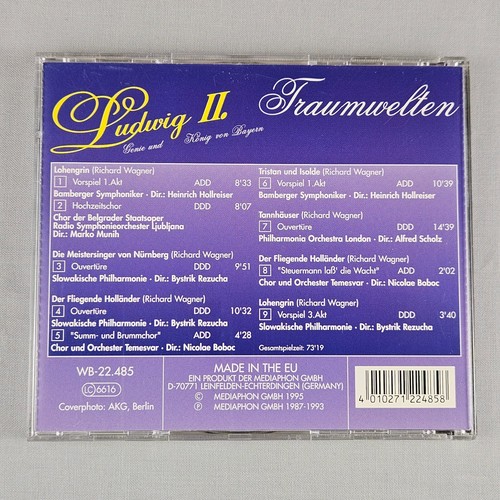 Ludwig II.
Genie und König von Bayern
Traumwelten
Lohengrin (Richard Wagner)
1 Vorspiel 1.Akt ADD 8'33
Bamberger Symphoniker · Dir.: Heinrich Hollreiser
2 Hochzeitschor DDD 8'07
Chor der Belgrader Staatsoper
Radio Symphonieorchester Ljubljana
Dir.: Marko Munih
Die Meistersinger von Nürnberg (Richard Wagner)
3 Ouvertüre DDD 9'51
Slowakische Philharmonie - Dir.: Bystrik Rezucha
Der Fliegende Holländer (Richard Wagner)
4 Ouvertüre DDD 10'32
Slowakische Philharmonie - Dir.: Bystrik Rezucha
5 "Summ- und Brummchor" ADD 4'28
Chor und Orchester Temesvar · Dir.: Nicolae Boboc
Tristan und Isolde (Richard Wagner)
6 Vorspiel 1.Akt ADD 10'39
Bamberger Symphoniker · Dir.: Heinrich Hollreiser
Tannhäuser (Richard Wagner)
7 Ouvertüre DDD 14'39
Philharmonia Orchestra London · Dir.: Alfred Scholz
Der Fliegende Holländer (Richard Wagner)
8 "Steuermann laß' die Wacht" ADD 2'02
Chor und Orchester Temesvar · Dir.: Nicolae Boboc
Lohengrin (Richard Wagner)
9 Vorspiel 3.Akt DDD 3'40
Slowakische Philharmonie · Dir.: Bystrik Rezucha
Gesamtspielzeit: 73'19
WB-22.485
LC 6616
Coverphoto: AKG, Berlin
MADE IN THE EU
EIN PRODUKT DER MEDIAPHON GMBH
D-70771 LEINFELDEN-ECHTERDINGEN (GERMANY)
© MEDIAPHON GMBH 1995
℗ MEDIAPHON GMBH 1987-1993
4 010271 224858